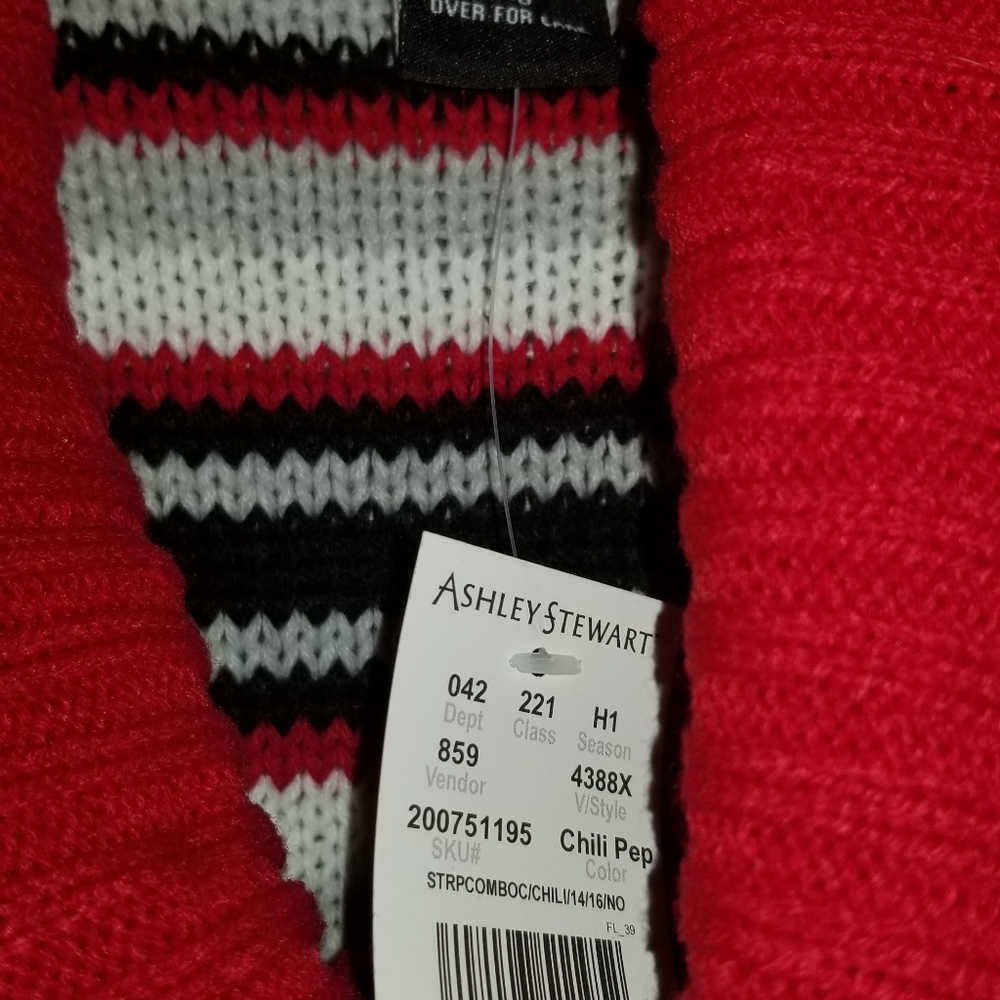 OVER FOR
ASHLEY STEWART
042 221 H1
Dept Class Season
859 4388X
Vendor V/Style
200751195 Chili Pep
SKU# Color
STRPCOMBOC/CHILI/14/16/NO
FL_39